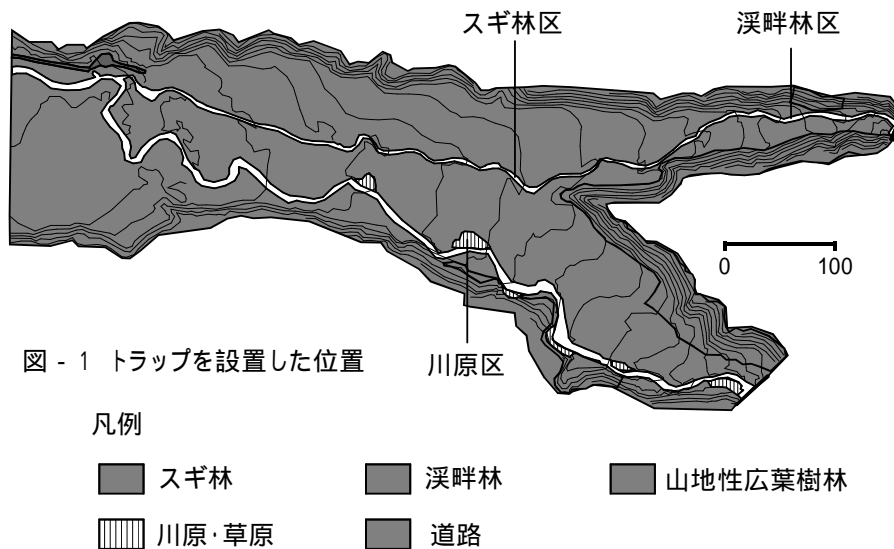 スギ林区
渓畔林区
0 100
図 - 1 トラップを設置した位置
川原区
凡例
スギ林
渓畔林
山地性広葉樹林
川原･草原
道路